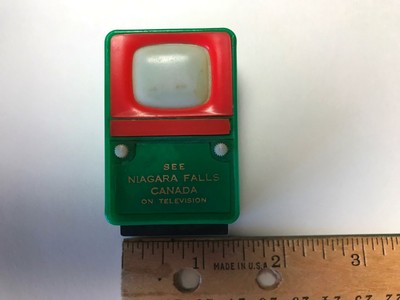 SEE
NIAGARA FALLS
CANADA
ON TELEVISION
1 2 3
MADE IN U.S.A.